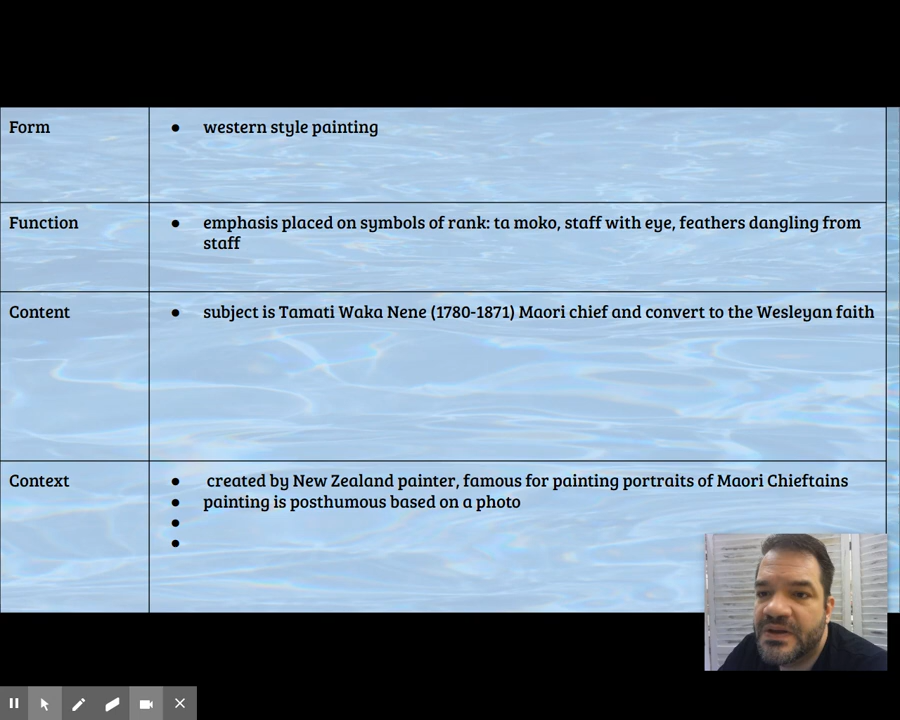 Form
● western style painting
Function
● emphasis placed on symbols of rank: ta moko, staff with eye, feathers dangling from
staff
Content
● subject is Tamati Waka Nene (1780-1871) Maori chief and convert to the Wesleyan faith
Context
● created by New Zealand painter, famous for painting portraits of Maori Chieftains
● painting is posthumous based on a photo
●
●